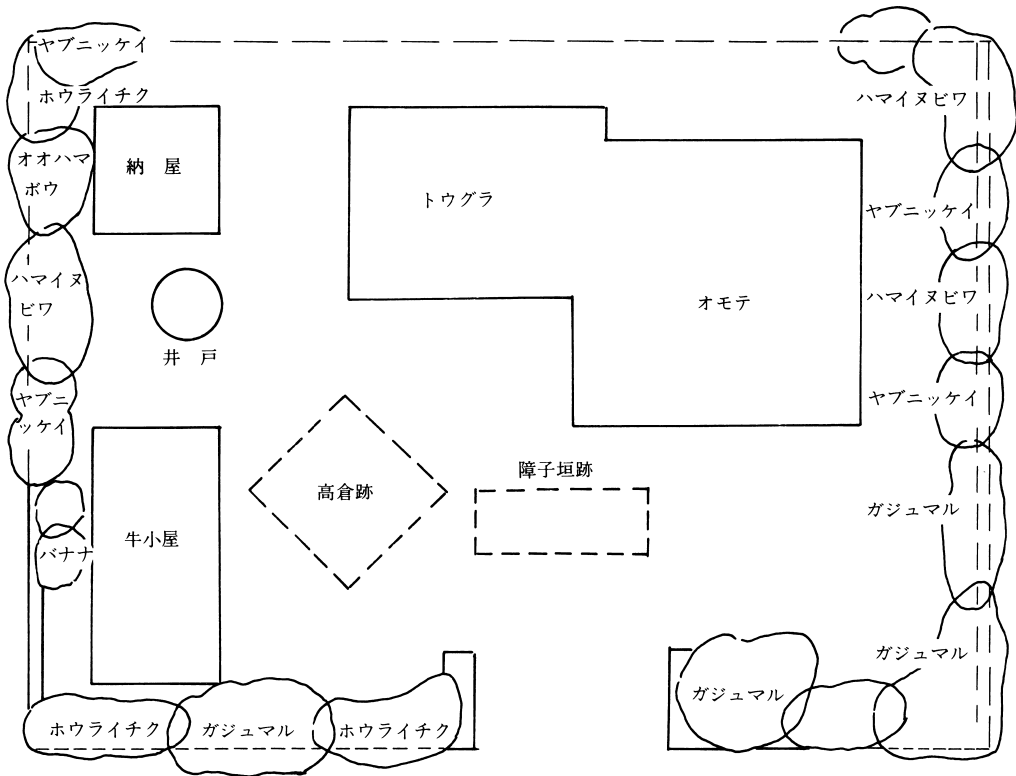 ヤブニッケイ
ホウライチク
ハマイヌビワ
オオハマ
ボウ
納屋
トウグラ
ヤブニッケイ
ハマイヌ
ビワ
井戸
オモテ
ハマイヌビワ
ヤブニ
ッケイ
ヤブニッケイ
高倉跡
障子垣跡
ガジュマル
牛小屋
バナナ
ガジュマル
ガジュマル
ホウライチク
ガジュマル
ホウライチク